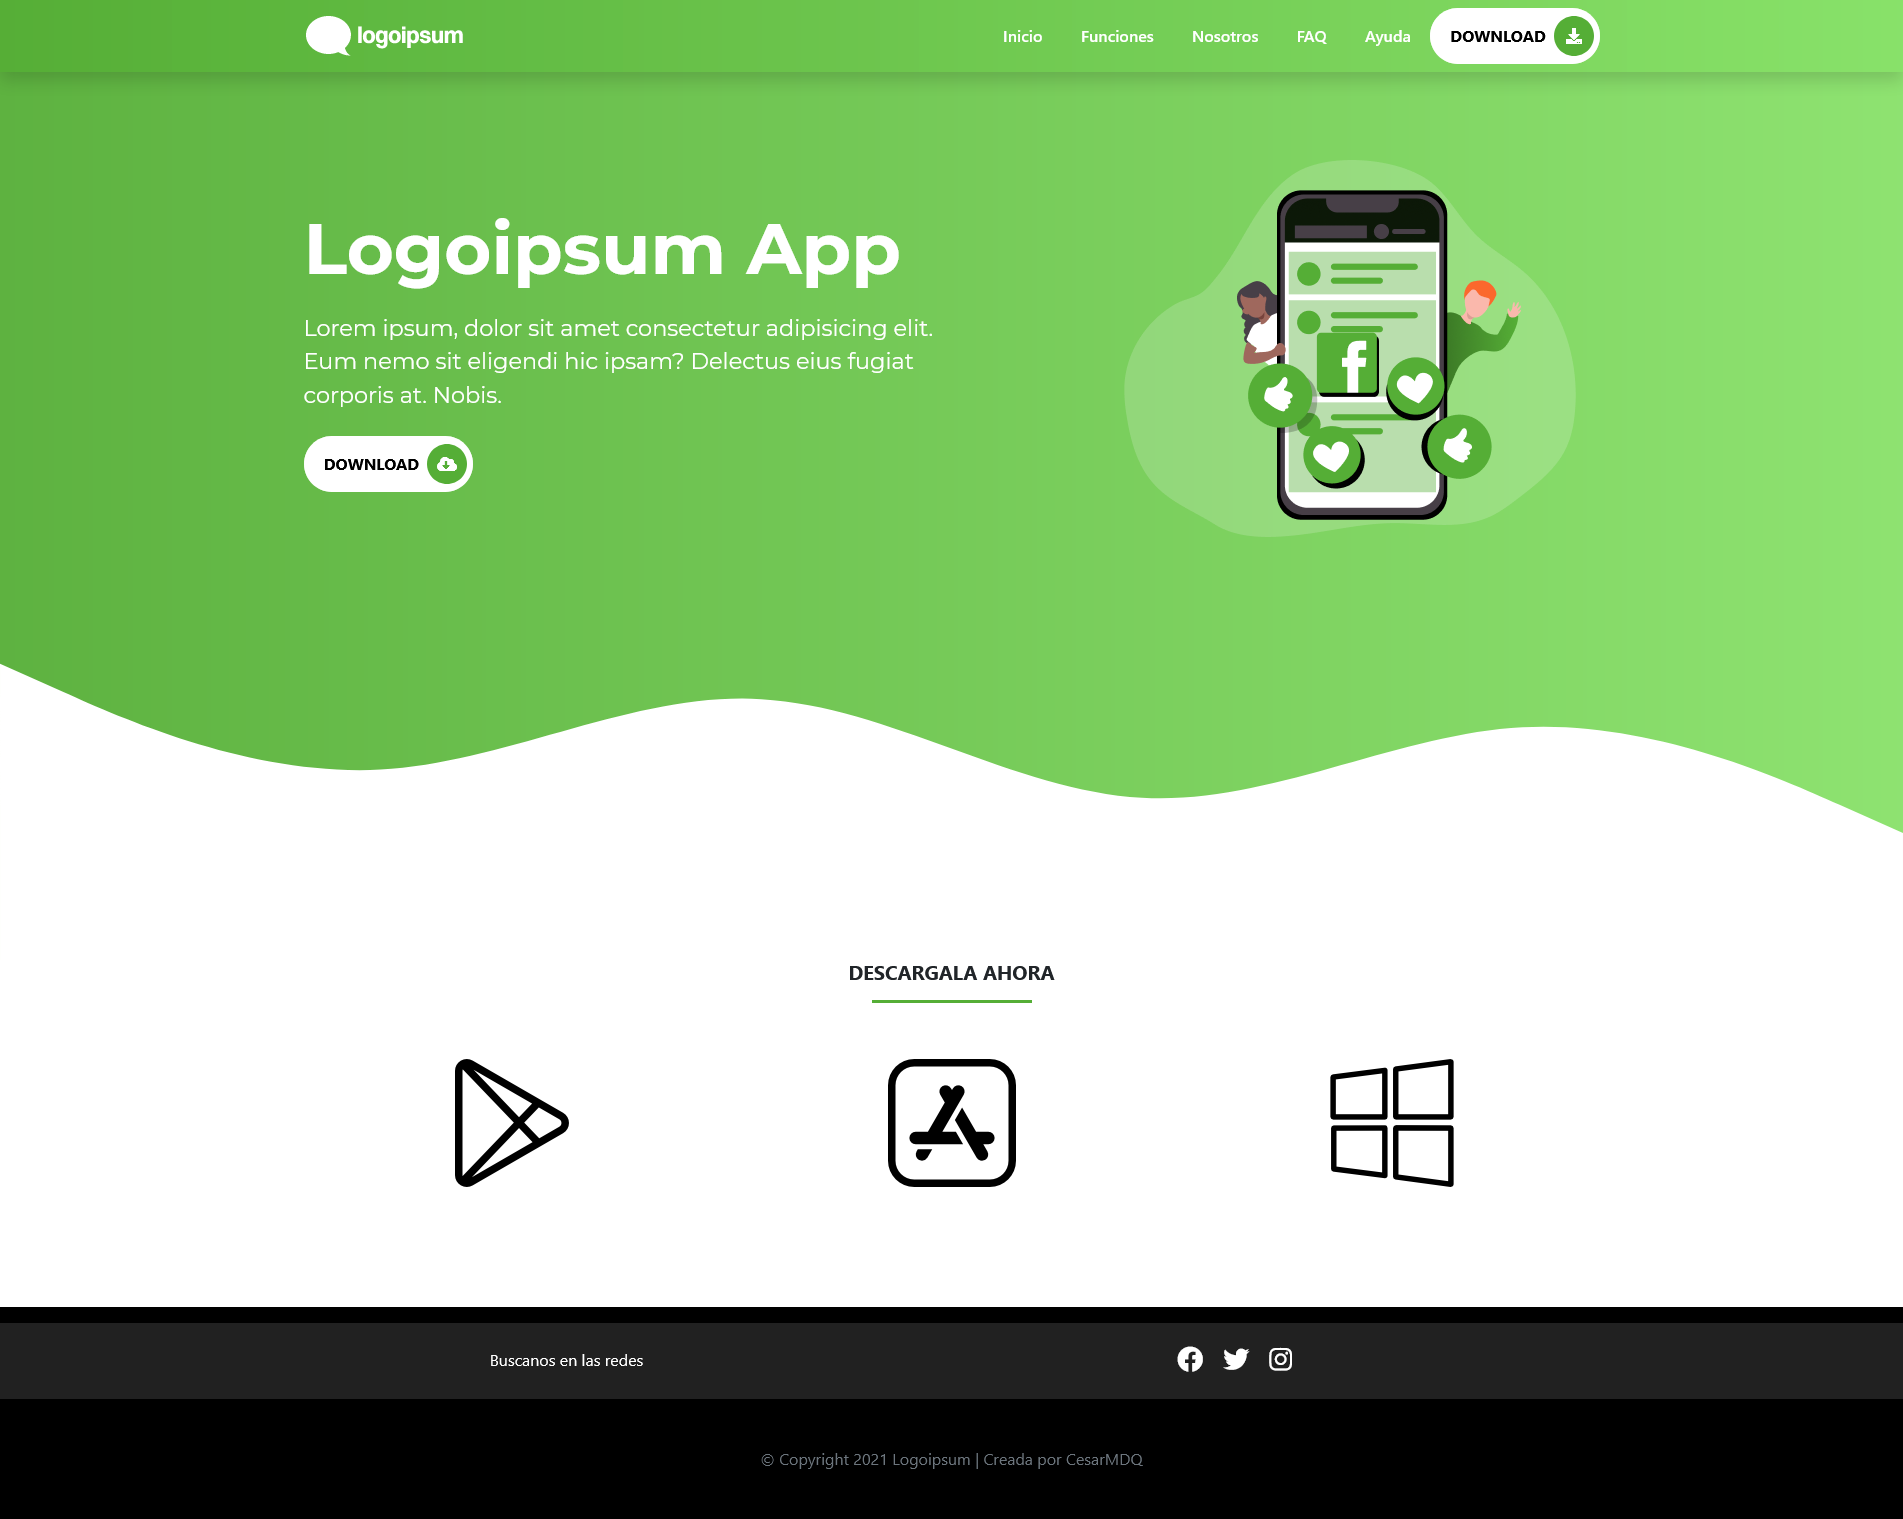 logoipsum
Inicio
Funciones
Nosotros
FAQ
Ayuda
DOWNLOAD
Logoipsum App
Lorem ipsum, dolor sit amet consectetur adipisicing elit.
Eum nemo sit eligendi hic ipsam? Delectus eius fugiat
corporis at. Nobis.
DOWNLOAD
DESCARGALA AHORA
Buscanos en las redes
© Copyright 2021 Logoipsum | Creada por CesarMDQ